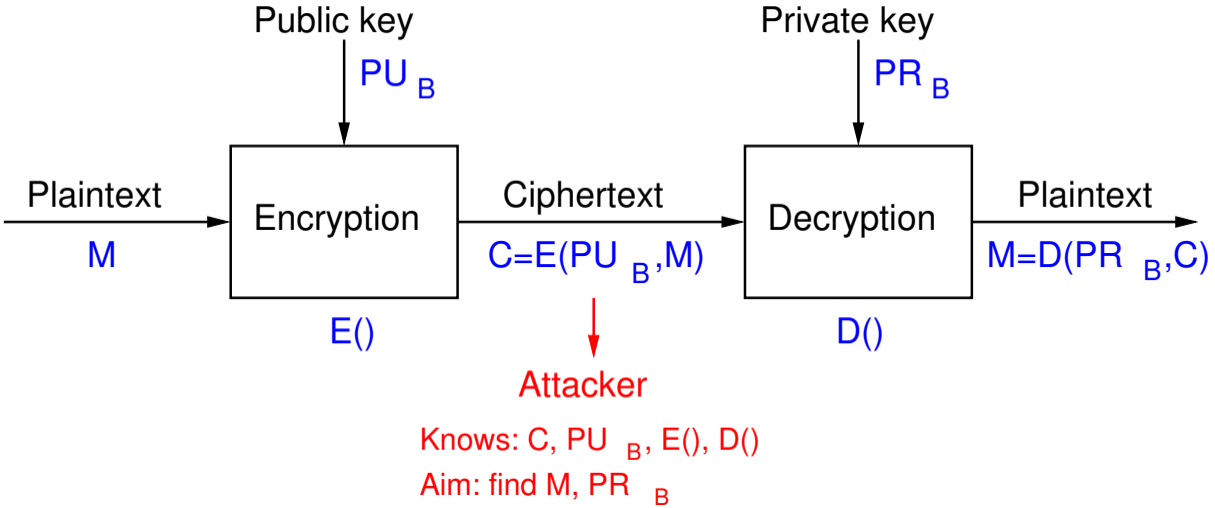 Public key
Private key
PU B
PR B
Plaintext
Ciphertext
Plaintext
Encryption
Decryption
M
C=E(PU B,M)
M=D(PR B,C)
E()
D()
Attacker
Knows: C, PU B, E(), D()
Aim: find M, PR B